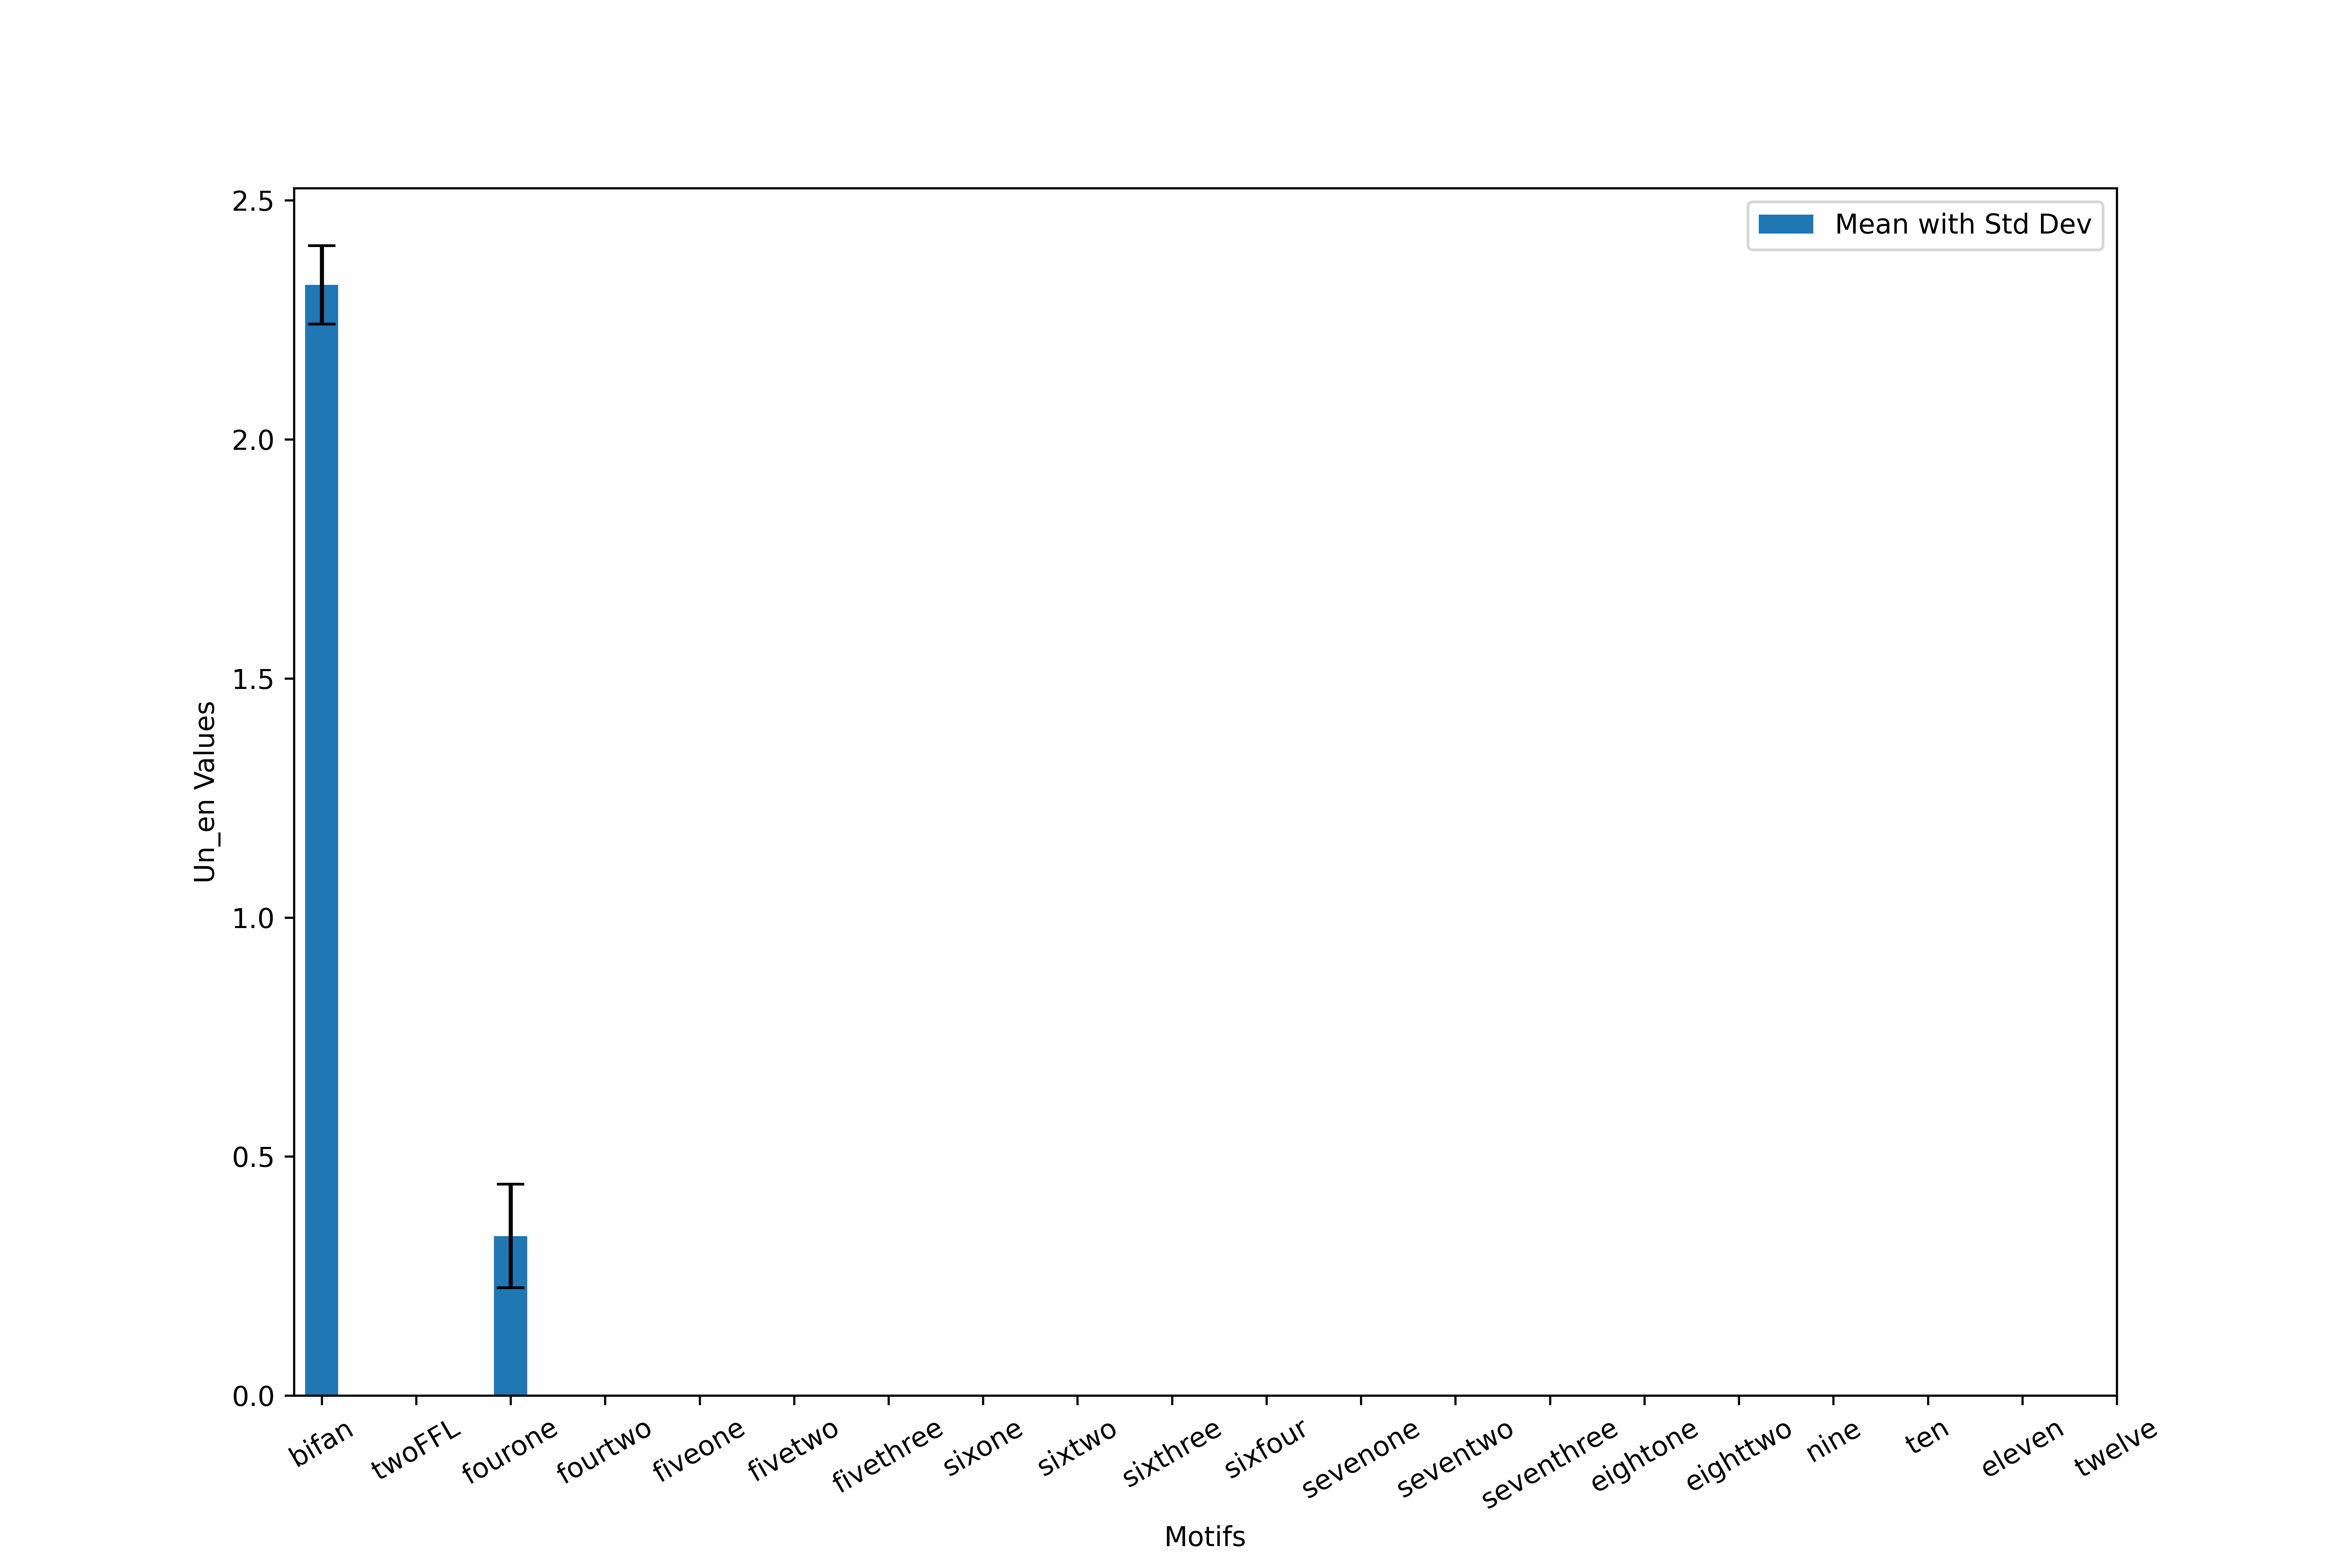 Mean with Std Dev
2.5
2.0
1.5
1.0
0.5
0.0
Un_en Values
bifan
twoFFL
fourone
fourtwo
fiveone
fivetwo
fivethree
sixone
sixtwo
sixthree
sixfour
sevenone
seventwo
seventhree
eightone
eighttwo
nine
ten
eleven
twelve
Motifs